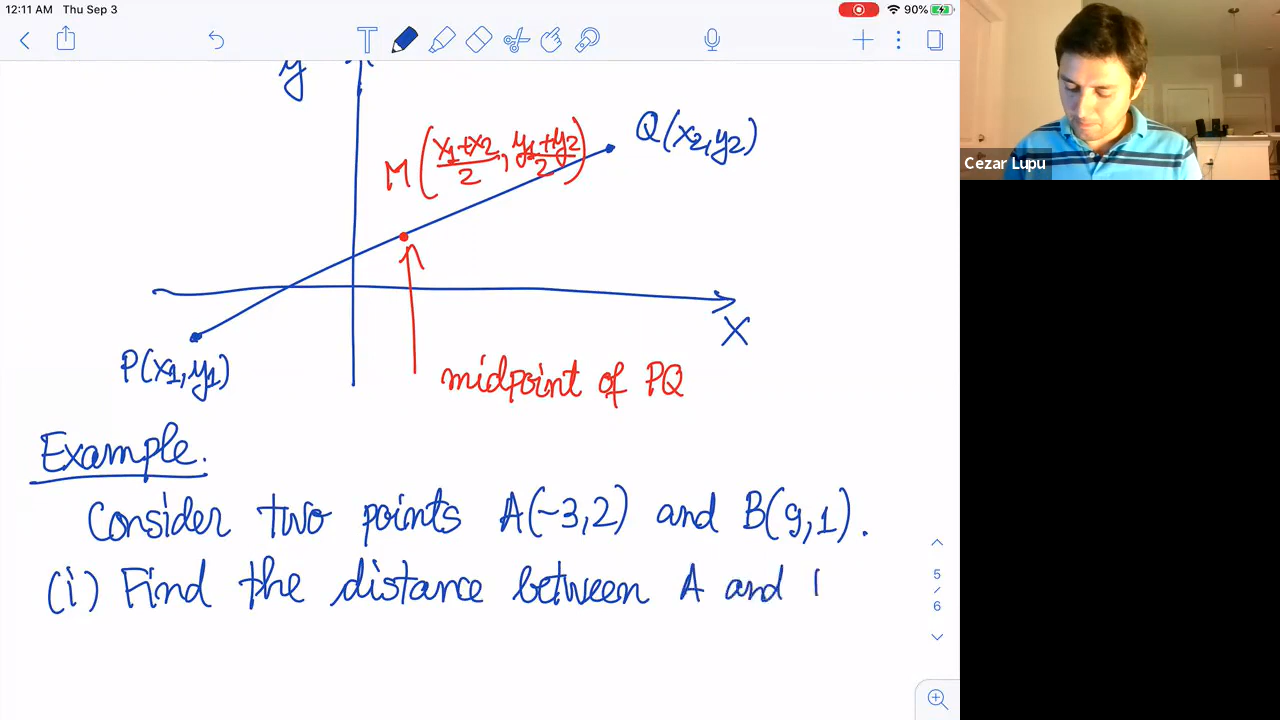 12:11 AM Thu Sep 3
90%
y
M(x1+x2/2, y1+y2/2)
Q(x2,y2)
Cezar Lupu
X
P(x1,y1)
midpoint of PQ
Example.
Consider two points A(-3,2) and B(9,1).
(i) Find the distance between A and
5
/
6